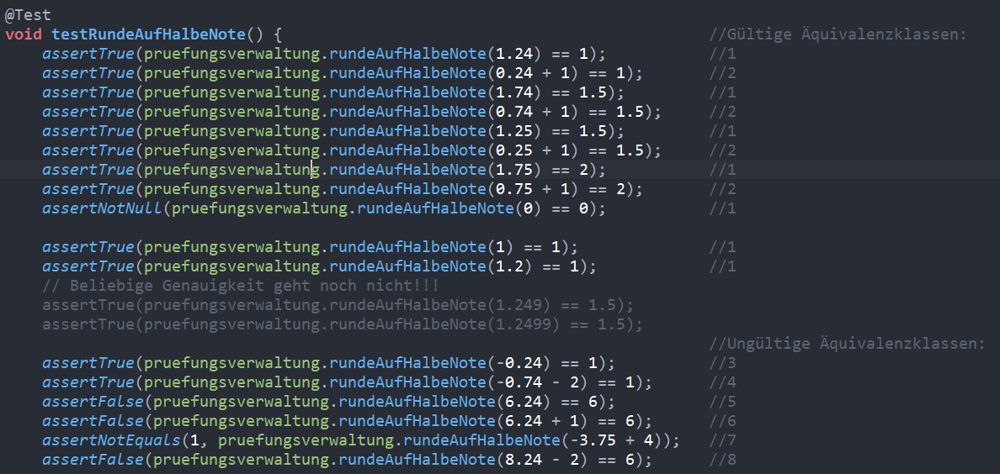 @Test
void testRundeAufHalbeNote() { //Gültige Äquivalenzklassen:
assertTrue(pruefungsverwaltung.rundeAufHalbeNote(1.24) == 1); //1
assertTrue(pruefungsverwaltung.rundeAufHalbeNote(0.24 + 1) == 1); //2
assertTrue(pruefungsverwaltung.rundeAufHalbeNote(1.74) == 1.5); //1
assertTrue(pruefungsverwaltung.rundeAufHalbeNote(0.74 + 1) == 1.5); //2
assertTrue(pruefungsverwaltung.rundeAufHalbeNote(1.25) == 1.5); //1
assertTrue(pruefungsverwaltung.rundeAufHalbeNote(0.25 + 1) == 1.5); //2
assertTrue(pruefungsverwaltung.rundeAufHalbeNote(1.75) == 2); //1
assertTrue(pruefungsverwaltung.rundeAufHalbeNote(0.75 + 1) == 2); //2
assertNotNull(pruefungsverwaltung.rundeAufHalbeNote(0) == 0); //1
assertTrue(pruefungsverwaltung.rundeAufHalbeNote(1) == 1); //1
assertTrue(pruefungsverwaltung.rundeAufHalbeNote(1.2) == 1); //1
// Beliebige Genauigkeit geht noch nicht!!!
assertTrue(pruefungsverwaltung.rundeAufHalbeNote(1.249) == 1.5);
assertTrue(pruefungsverwaltung.rundeAufHalbeNote(1.2499) == 1.5);
//Ungültige Äquivalenzklassen:
assertTrue(pruefungsverwaltung.rundeAufHalbeNote(-0.24) == 1); //3
assertTrue(pruefungsverwaltung.rundeAufHalbeNote(-0.74 - 2) == 1); //4
assertFalse(pruefungsverwaltung.rundeAufHalbeNote(6.24) == 6); //5
assertFalse(pruefungsverwaltung.rundeAufHalbeNote(6.24 + 1) == 6); //6
assertNotEquals(1, pruefungsverwaltung.rundeAufHalbeNote(-3.75 + 4)); //7
assertFalse(pruefungsverwaltung.rundeAufHalbeNote(8.24 - 2) == 6); //8